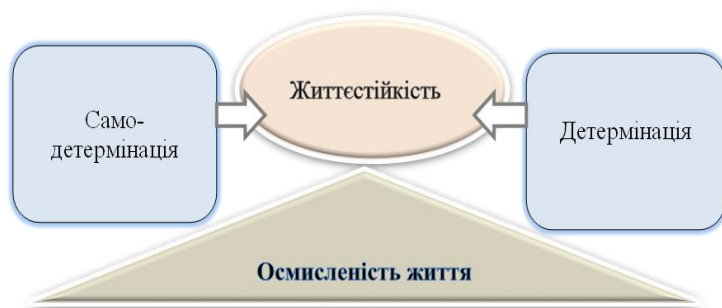 Життєстійкість
Само-
детермінація
Детермінація
Осмисленість життя